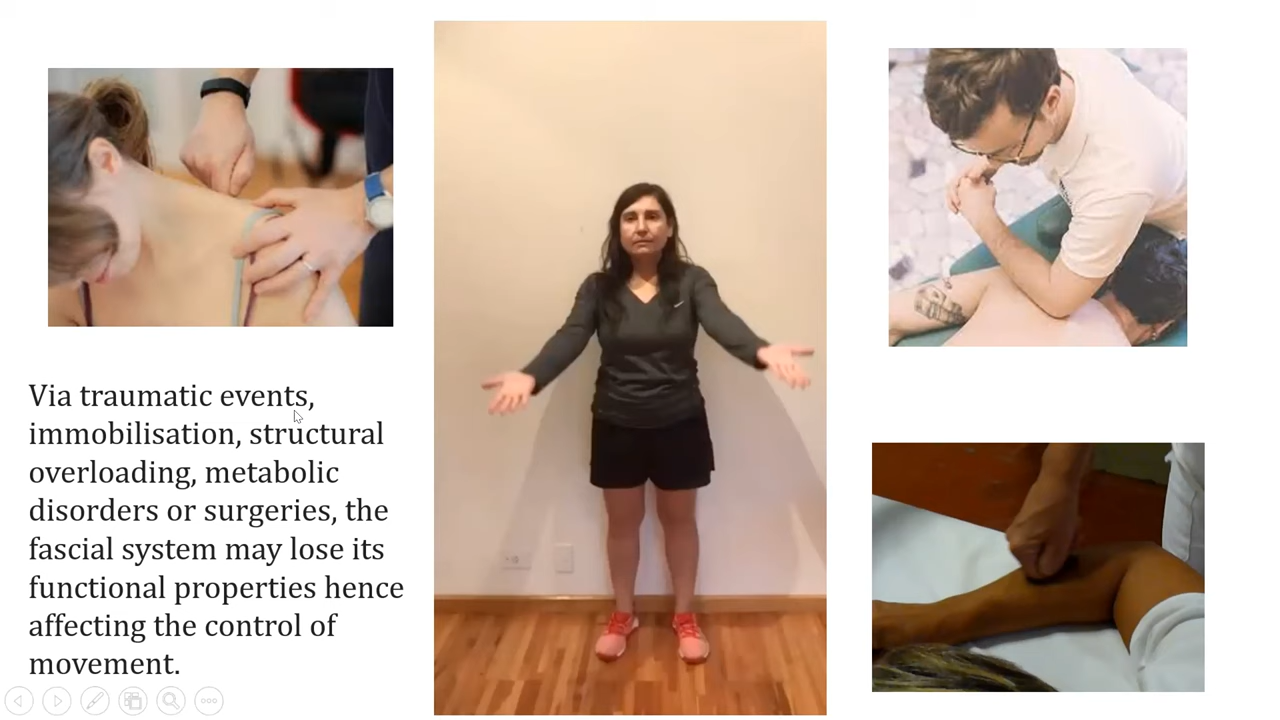 Via traumatic events,
immobilisation, structural
overloading, metabolic
disorders or surgeries, the
fascial system may lose its
functional properties hence
affecting the control of
movement.